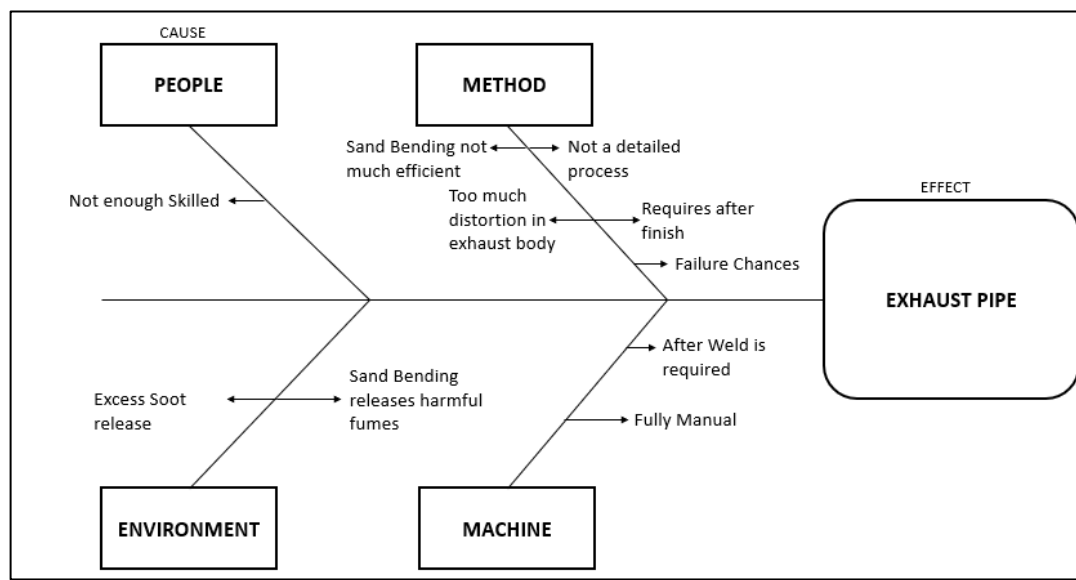 CAUSE
PEOPLE
METHOD
Sand Bending not
much efficient
Not a detailed
process
Not enough Skilled
Too much
distortion in
exhaust body
Requires after
finish
Failure Chances
EFFECT
EXHAUST PIPE
After Weld is
required
Excess Soot
release
Sand Bending
releases harmful
fumes
Fully Manual
ENVIRONMENT
MACHINE